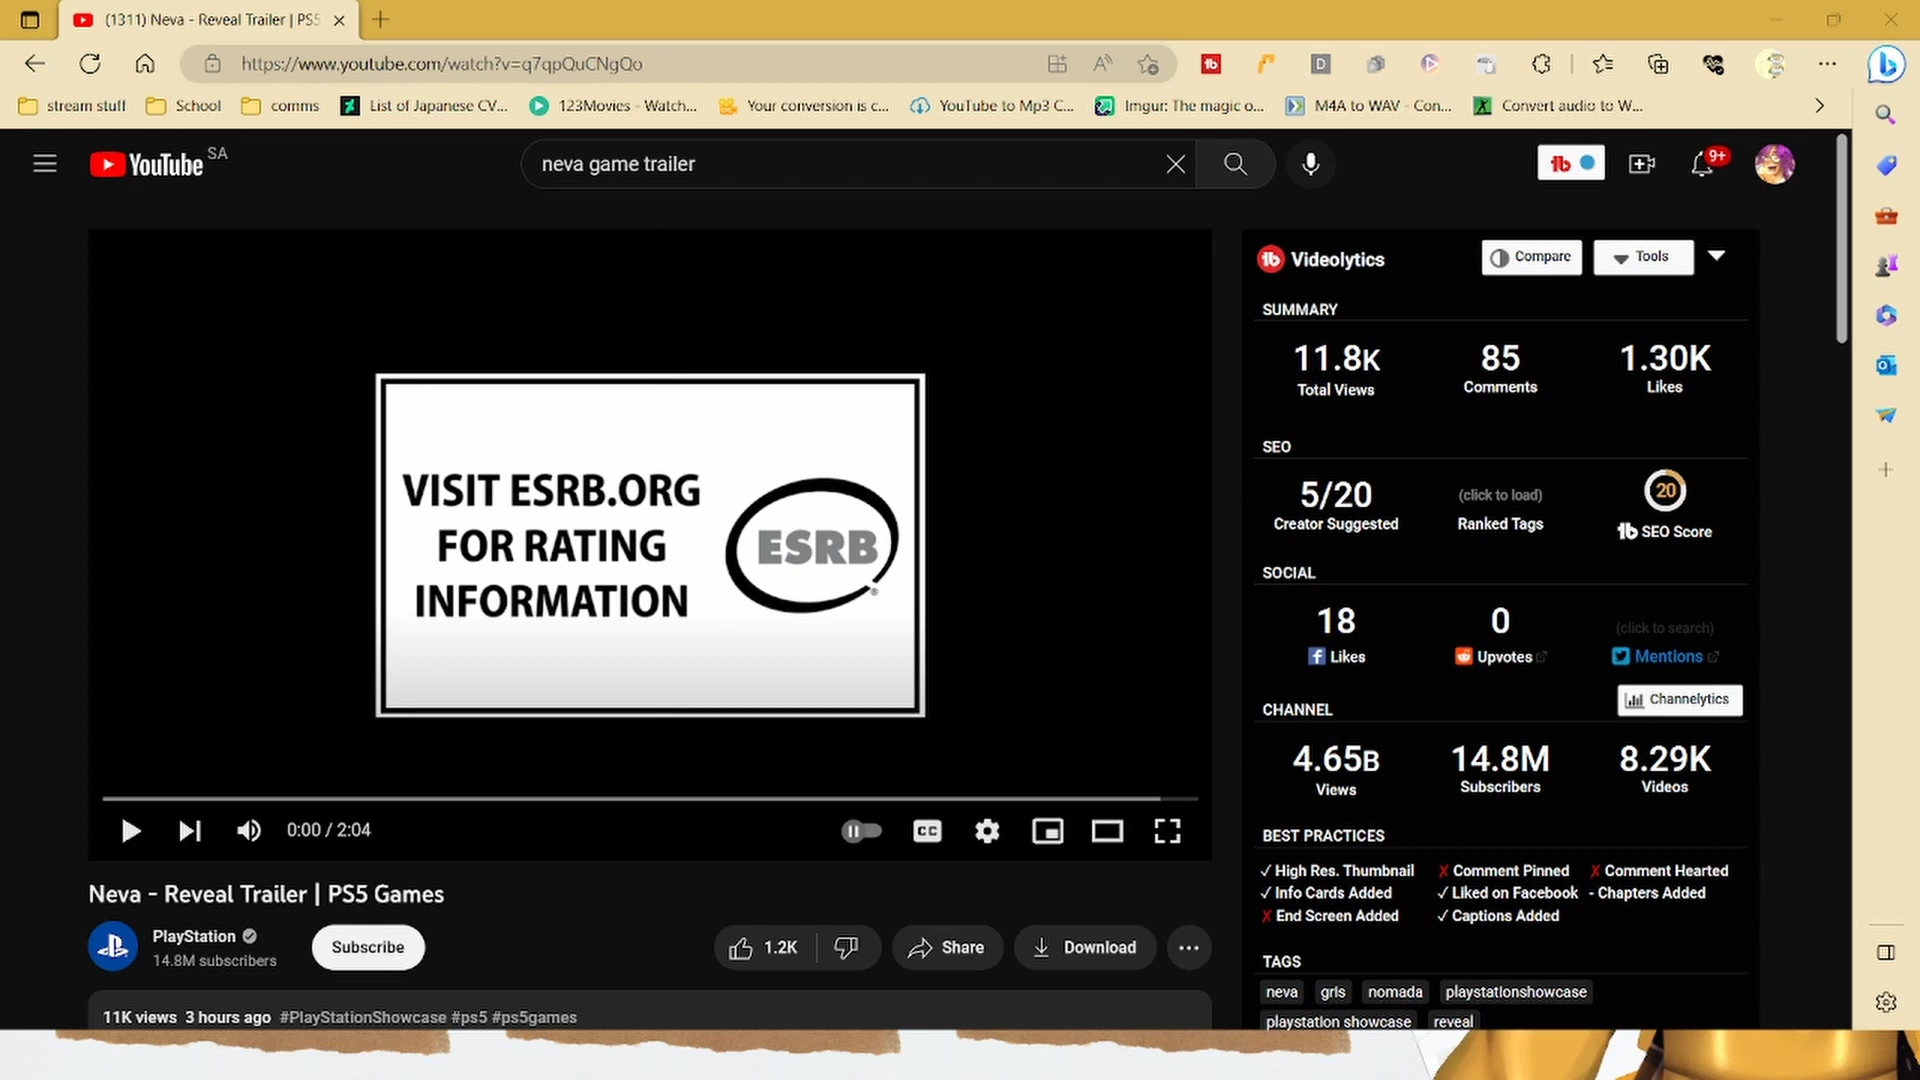 (1311) Neva - Reveal Trailer | PS5
https://www.youtube.com/watch?v=q7qpQuCNgQo
stream stuff School comms List of Japanese CV... 123Movies - Watch... Your conversion is c... YouTube to Mp3 C... Imgur: The magic o... M4A to WAV - Con... Convert audio to W...
YouTube SA
neva game trailer
9+
Videolytics
Compare
Tools
SUMMARY
11.8K 85 1.30K
Total Views Comments Likes
SEO
5/20 (click to load) 20
Creator Suggested Ranked Tags SEO Score
SOCIAL
18 0 (click to search)
Likes Upvotes Mentions
CHANNEL Channelytics
4.65B 14.8M 8.29K
Views Subscribers Videos
BEST PRACTICES
✓ High Res. Thumbnail ✗ Comment Pinned ✗ Comment Hearted
✓ Info Cards Added ✓ Liked on Facebook - Chapters Added
✗ End Screen Added ✓ Captions Added
TAGS
neva gris nomada playstationshowcase
playstation showcase reveal
VISIT ESRB.ORG
FOR RATING
INFORMATION
ESRB
0:00 / 2:04
CC
Neva - Reveal Trailer | PS5 Games
PlayStation
14.8M subscribers
Subscribe
1.2K
Share
Download
11K views 3 hours ago #PlayStationShowcase #ps5 #ps5games